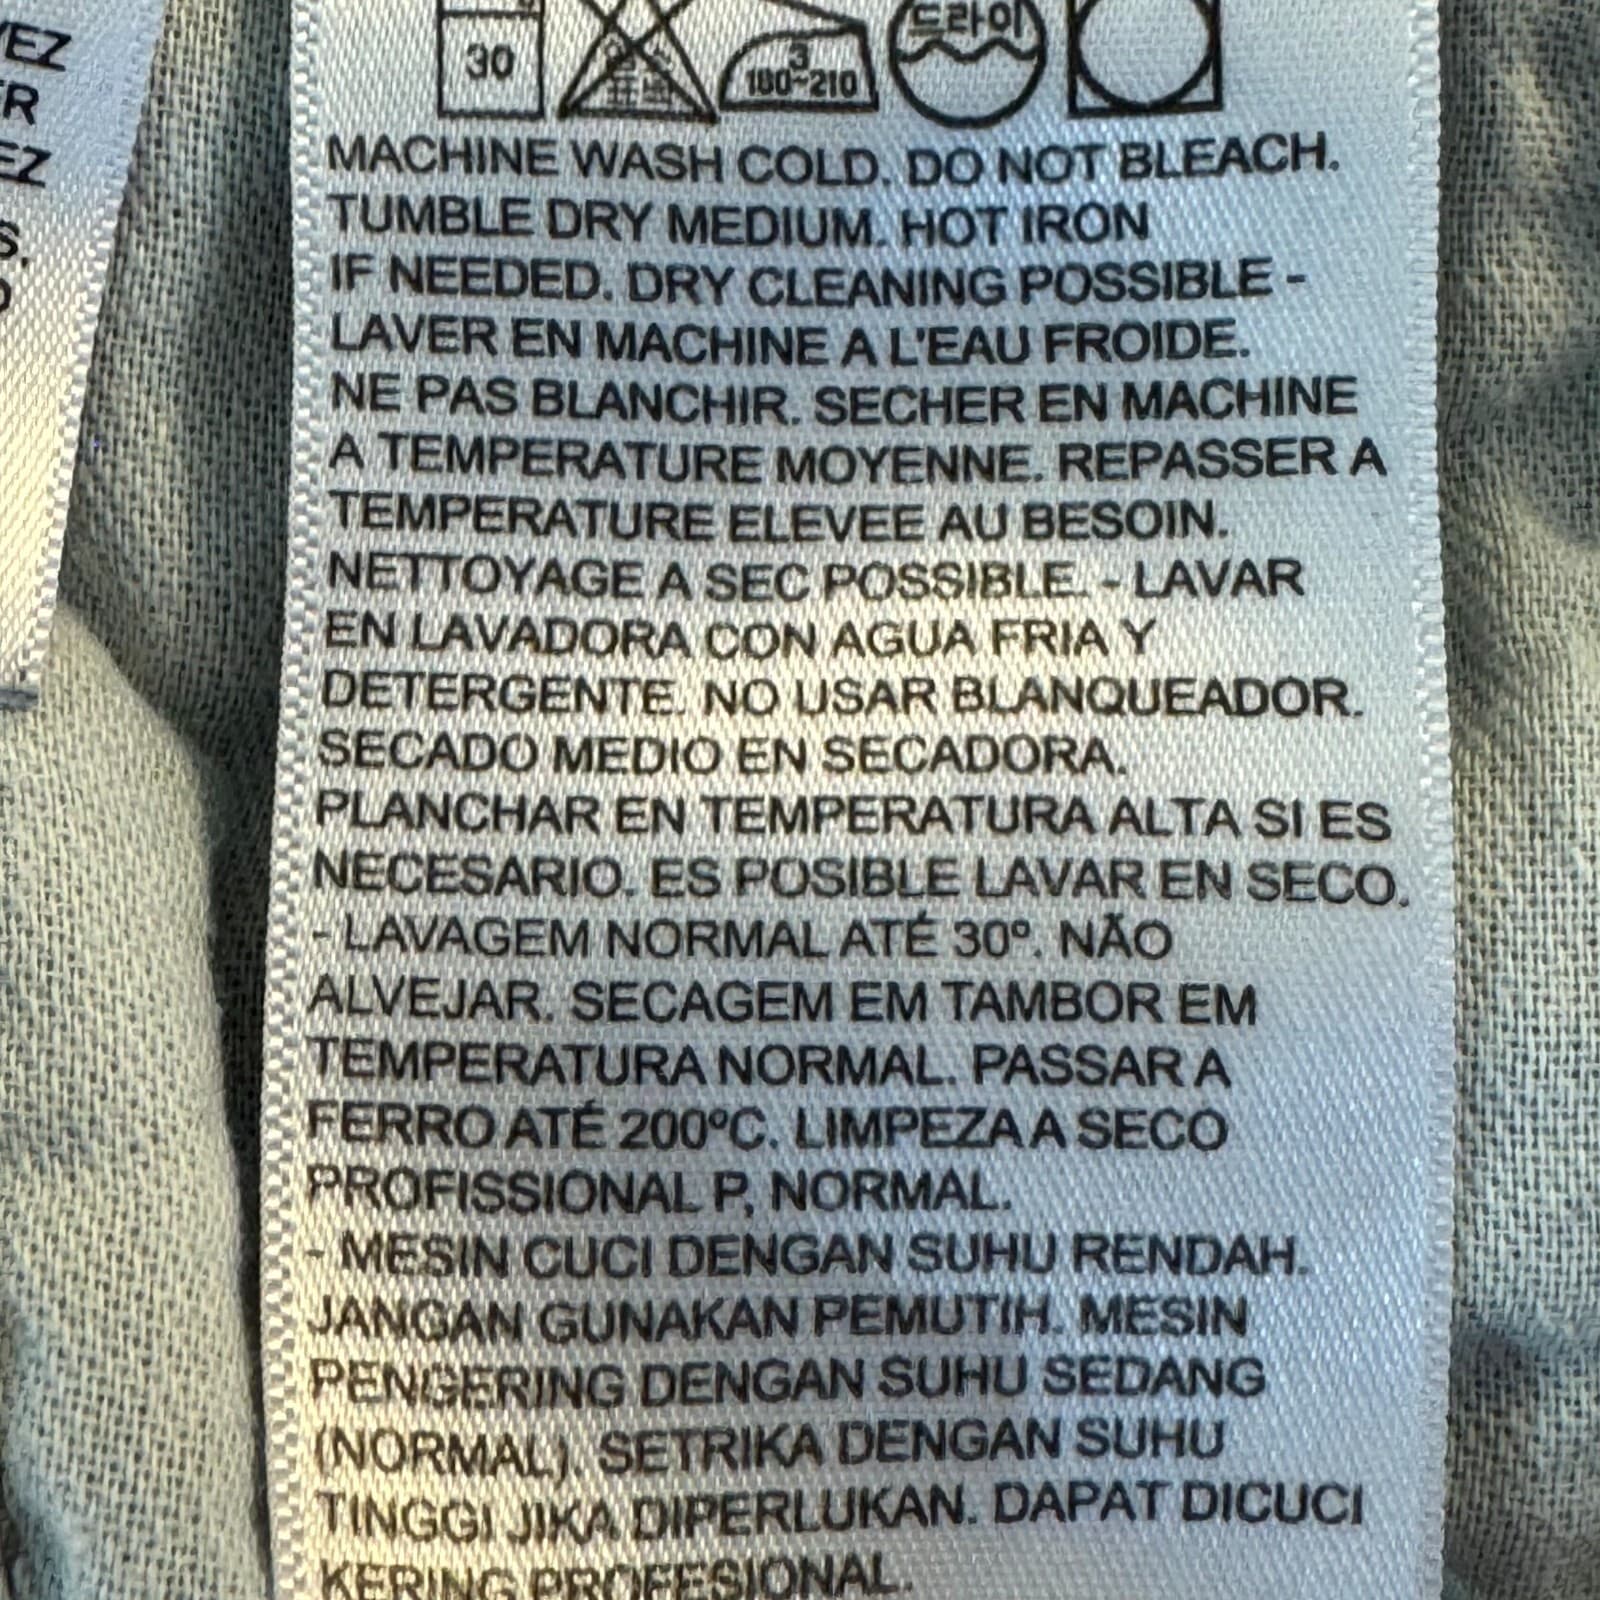 30
3
180~210
드라이
MACHINE WASH COLD. DO NOT BLEACH.
TUMBLE DRY MEDIUM. HOT IRON
IF NEEDED. DRY CLEANING POSSIBLE -
LAVER EN MACHINE A L'EAU FROIDE.
NE PAS BLANCHIR. SECHER EN MACHINE
A TEMPERATURE MOYENNE. REPASSER A
TEMPERATURE ELEVEE AU BESOIN.
NETTOYAGE A SEC POSSIBLE. - LAVAR
EN LAVADORA CON AGUA FRIA Y
DETERGENTE. NO USAR BLANQUEADOR.
SECADO MEDIO EN SECADORA.
PLANCHAR EN TEMPERATURA ALTA SI ES
NECESARIO. ES POSIBLE LAVAR EN SECO.
- LAVAGEM NORMAL ATÉ 30º. NÃO
ALVEJAR. SECAGEM EM TAMBOR EM
TEMPERATURA NORMAL. PASSAR A
FERRO ATÉ 200ºC. LIMPEZA A SECO
PROFISSIONAL P, NORMAL.
- MESIN CUCI DENGAN SUHU RENDAH.
JANGAN GUNAKAN PEMUTIH. MESIN
PENGERING DENGAN SUHU SEDANG
(NORMAL). SETRIKA DENGAN SUHU
TINGGI JIKA DIPERLUKAN. DAPAT DICUCI
KERING PROFESIONAL.